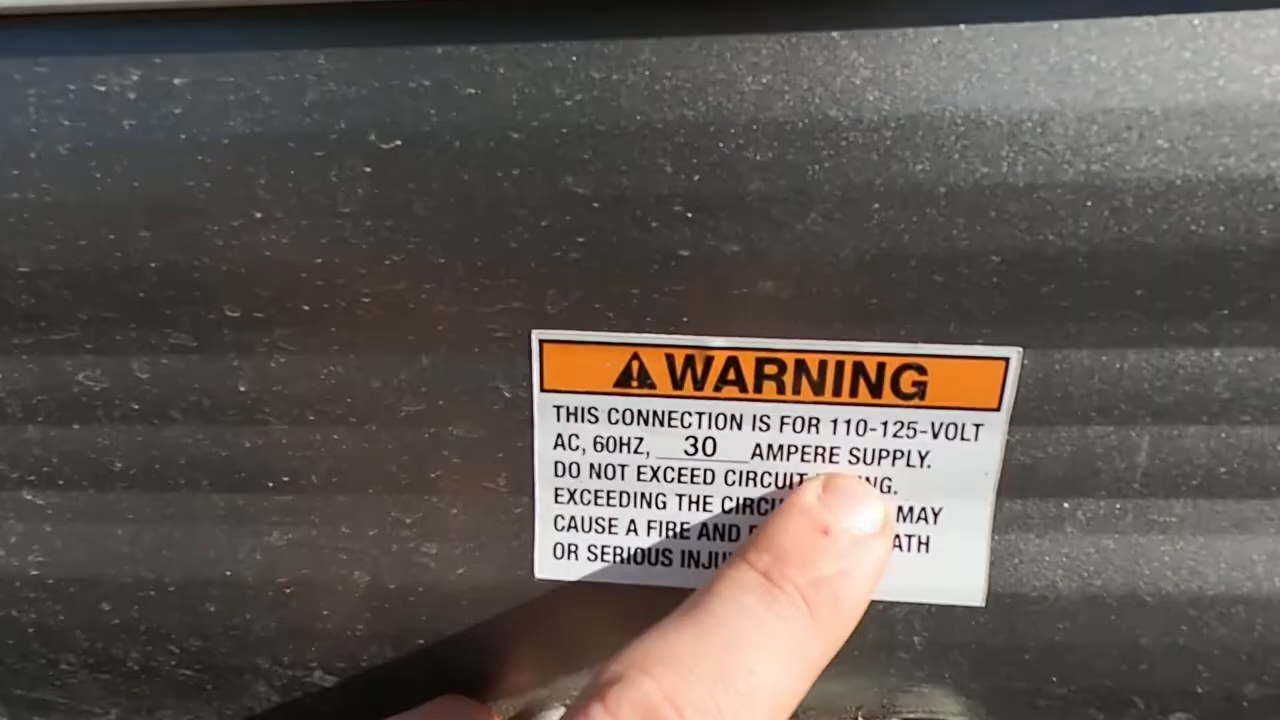 WARNING
THIS CONNECTION IS FOR 110-125-VOLT
AC, 60HZ, 30 AMPERE SUPPLY.
DO NOT EXCEED CIRCUIT
EXCEEDING THE MAY
CAUSE A FIRE AND
OR SERIOUS